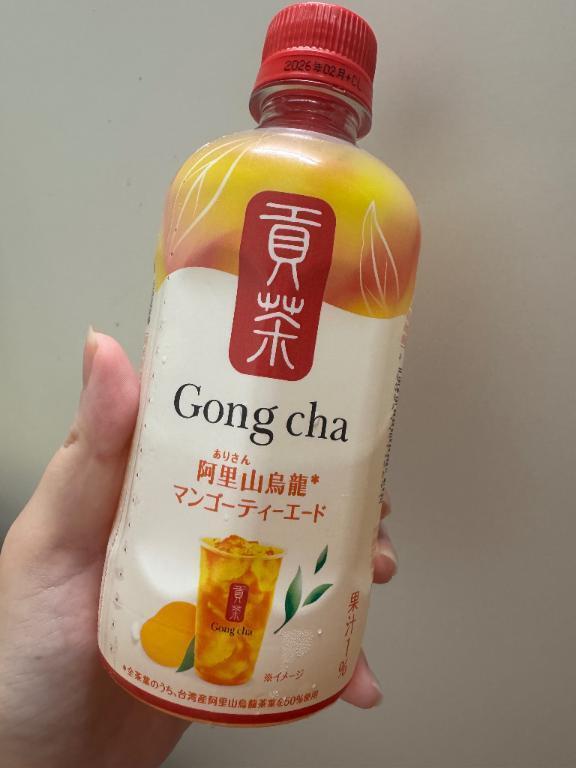 2026年02月+CL
貢茶
Gong cha
ありさん
阿里山烏龍*
マンゴーティーエード
貢茶
Gong cha
果汁1%
※イメージ
*全茶葉のうち、台湾産阿里山烏龍茶葉を50%使用